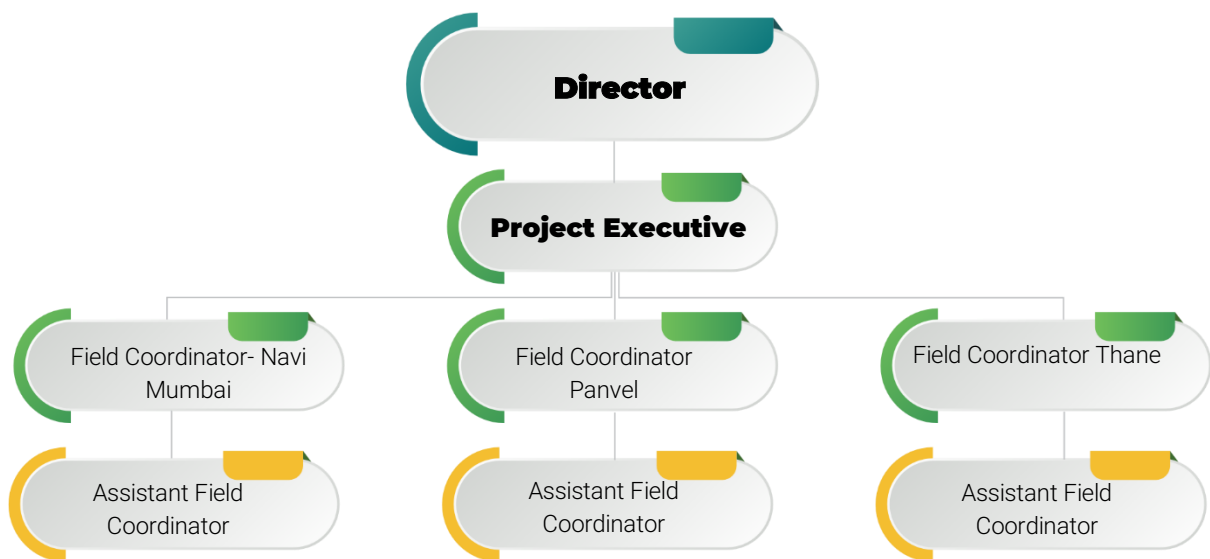 Director
Project Executive
Field Coordinator- Navi
Mumbai
Field Coordinator
Panvel
Field Coordinator Thane
Assistant Field
Coordinator
Assistant Field
Coordinator
Assistant Field
Coordinator